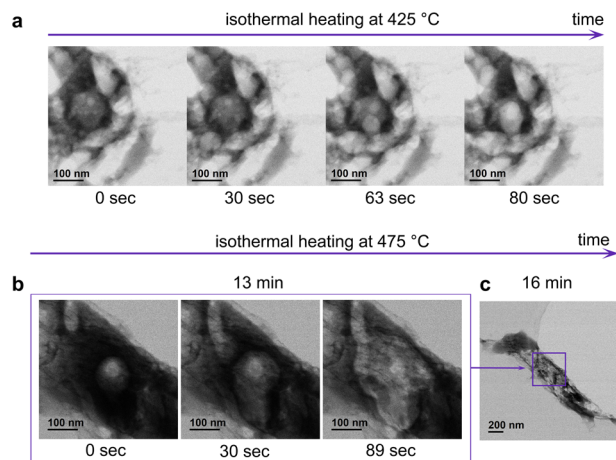 a
isothermal heating at 425 °C
time
100 nm
100 nm
100 nm
100 nm
0 sec
30 sec
63 sec
80 sec
isothermal heating at 475 °C
time
b
13 min
c
16 min
100 nm
100 nm
100 nm
200 nm
0 sec
30 sec
89 sec